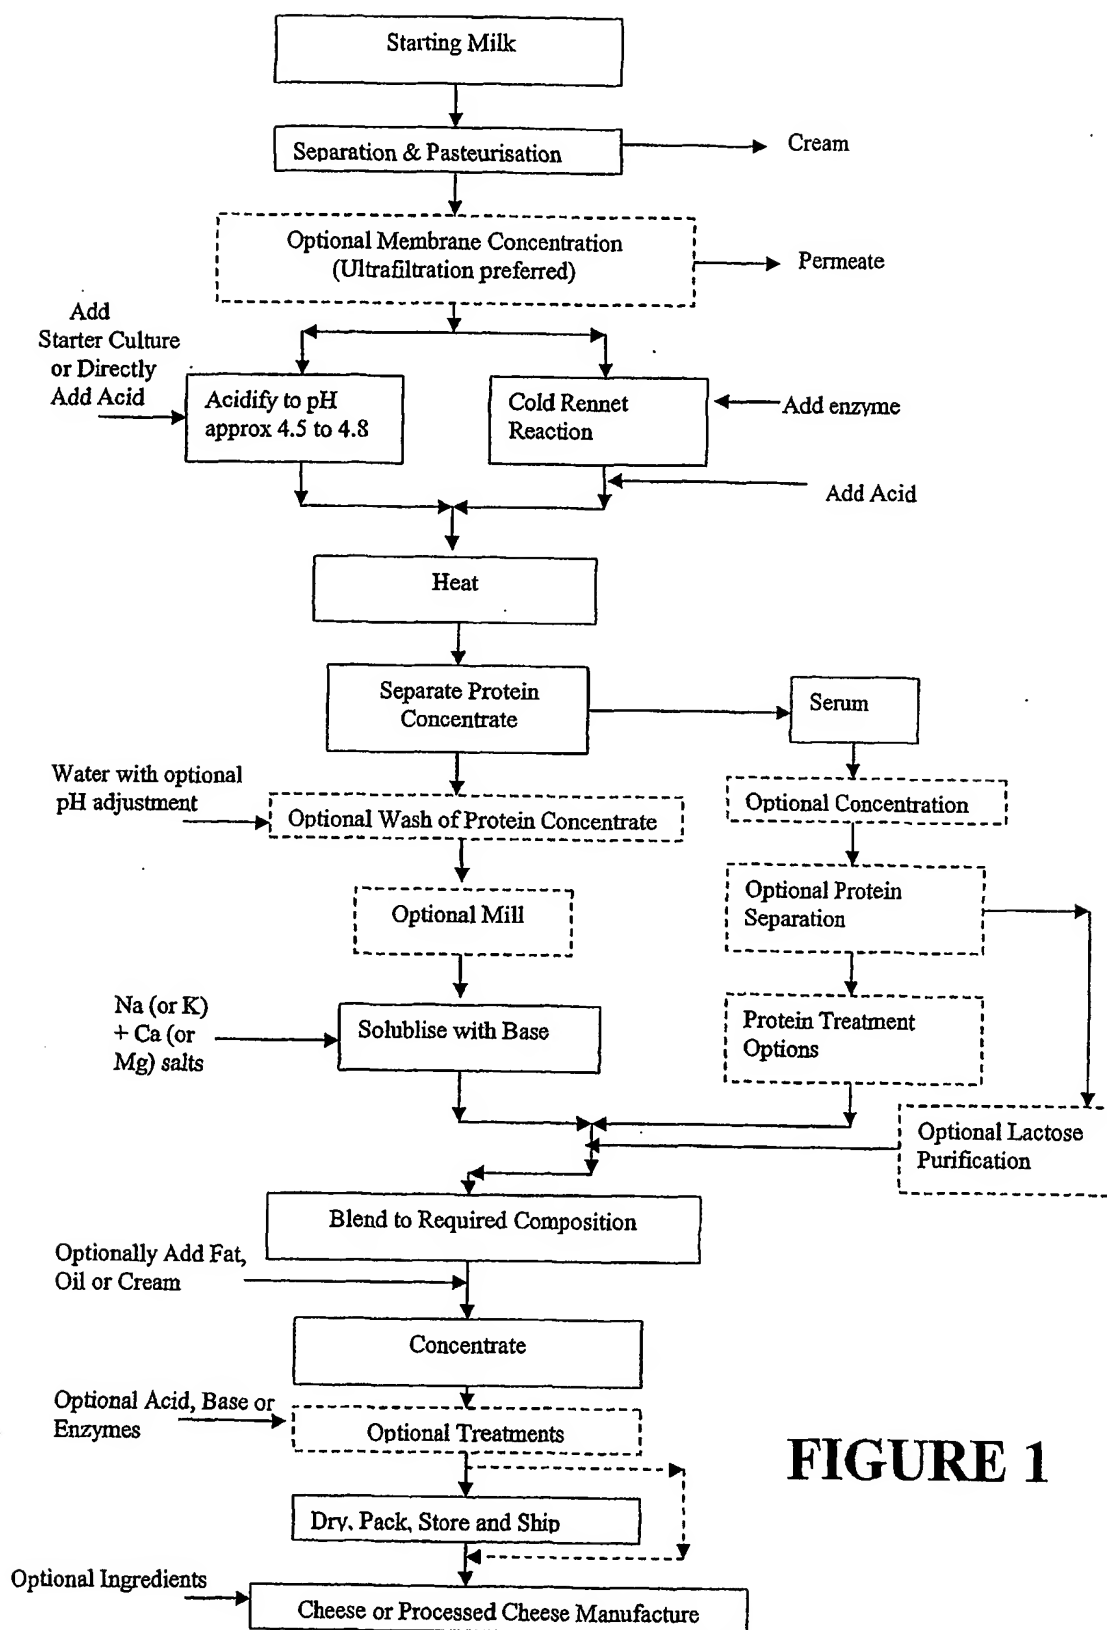 Starting Milk
Separation & Pasteurisation
Cream
Optional Membrane Concentration
(Ultrafiltration preferred)
Permeate
Add
Starter Culture
or Directly
Add Acid
Acidify to pH
approx 4.5 to 4.8
Cold Rennet
Reaction
Add enzyme
Add Acid
Heat
Separate Protein
Concentrate
Serum
Water with optional
pH adjustment
Optional Wash of Protein Concentrate
Optional Concentration
Optional Mill
Optional Protein
Separation
Na (or K)
+ Ca (or
Mg) salts
Solublise with Base
Protein Treatment
Options
Optional Lactose
Purification
Blend to Required Composition
Optionally Add Fat,
Oil or Cream
Concentrate
Optional Acid, Base or
Enzymes
Optional Treatments
FIGURE 1
Dry, Pack, Store and Ship
Optional Ingredients
Cheese or Processed Cheese Manufacture